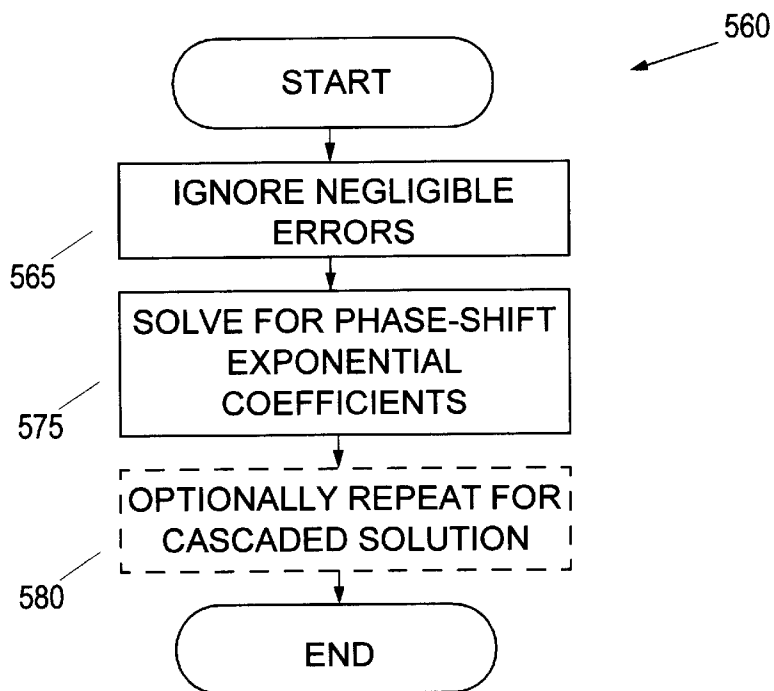 560
START
IGNORE NEGLIGIBLE
ERRORS
565
SOLVE FOR PHASE-SHIFT
EXPONENTIAL
COEFFICIENTS
575
OPTIONALLY REPEAT FOR
CASCADED SOLUTION
580
END